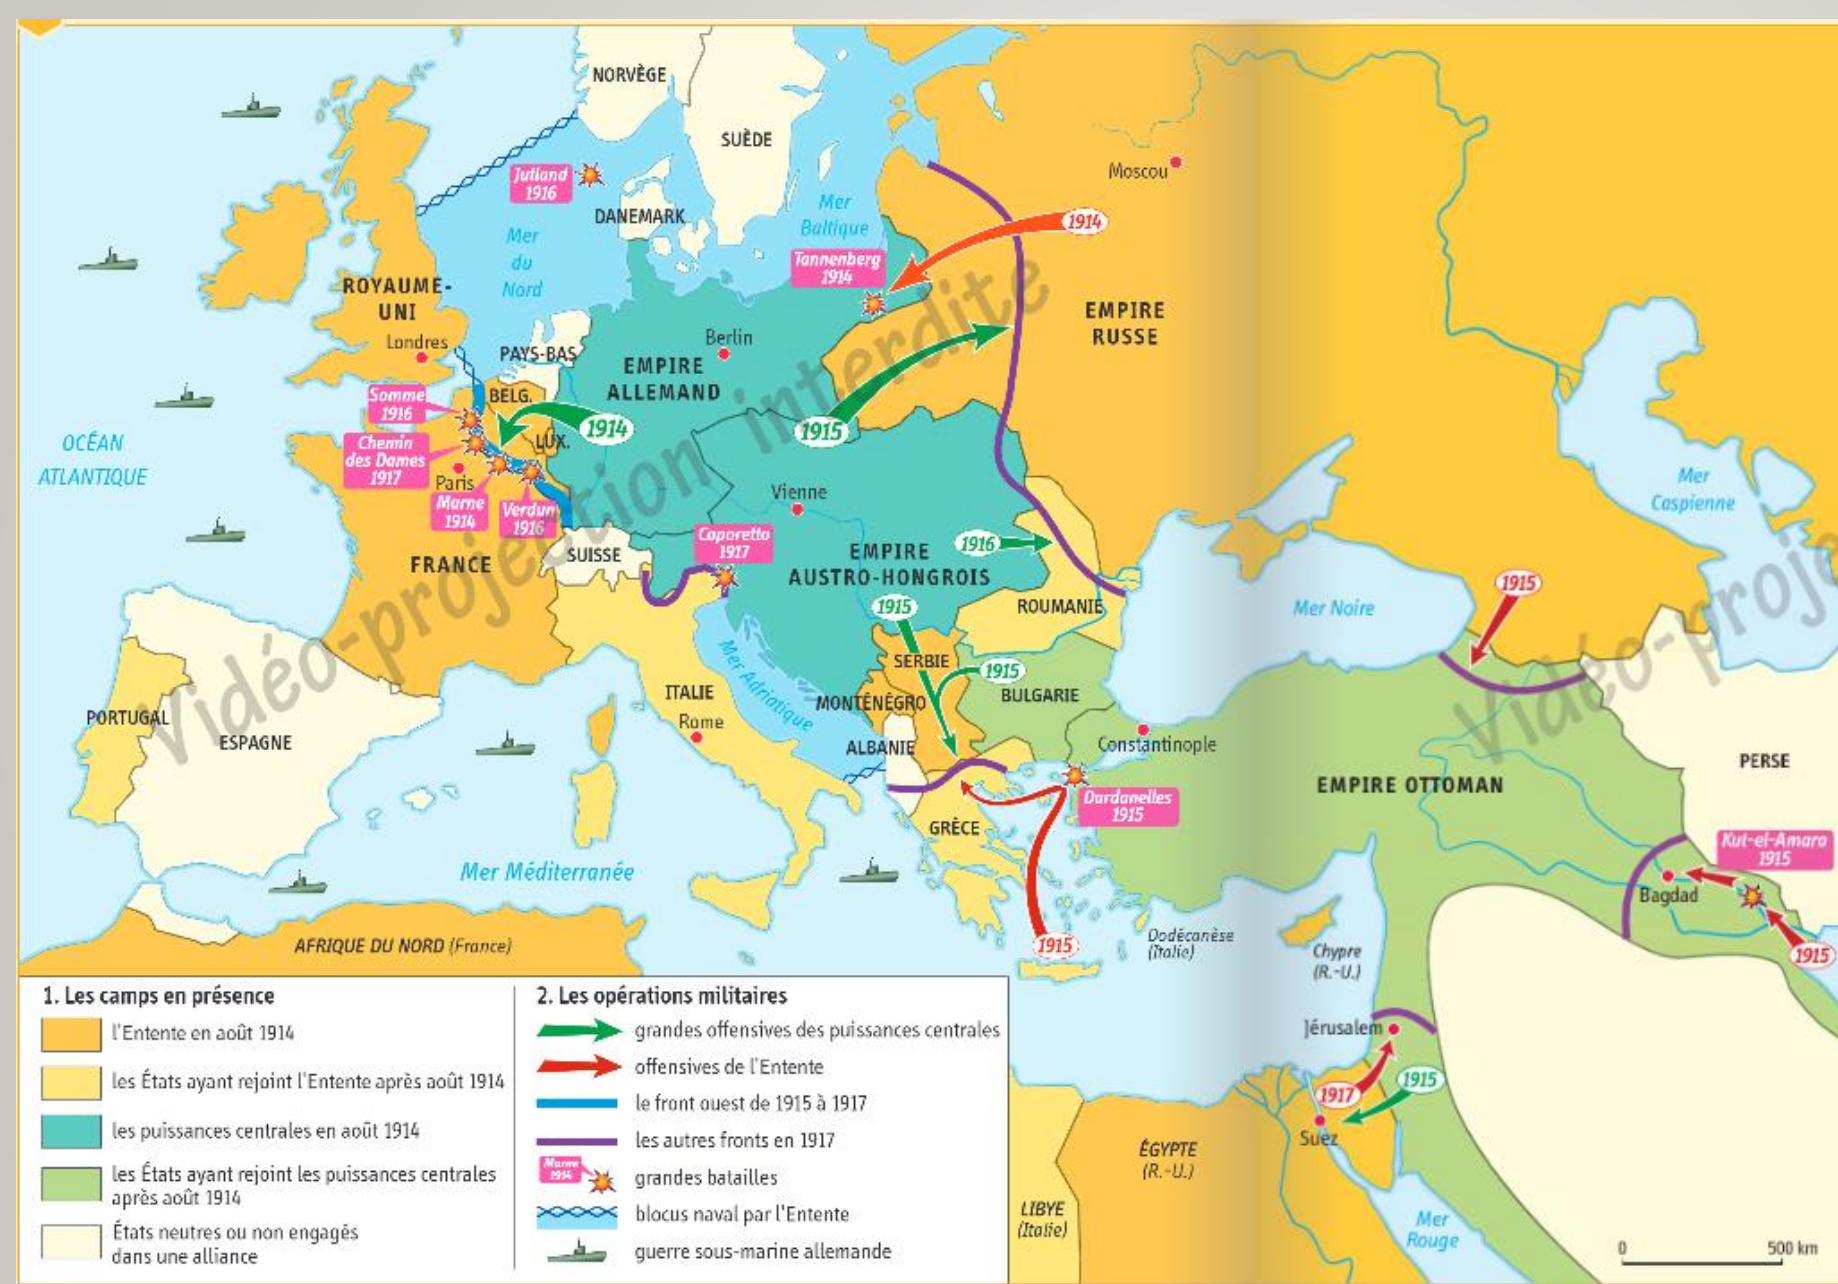 NORVÈGE
SUÈDE
Moscou
Jutland
1916
DANEMARK
Mer
Baltique
1914
Mer
du
Nord
Tannenberg
1914
ROYAUME-
UNI
EMPIRE
RUSSE
Londres
PAYS-BAS
Berlin
EMPIRE
ALLEMAND
BELG.
Somme
1916
1914
1915
LUX.
OCÉAN
ATLANTIQUE
Chemin
des Dames
1917
Paris
Marne
1914
Verdun
1916
Vienne
Mer
Caspienne
FRANCE
SUISSE
Caporetto
1917
EMPIRE
AUSTRO-HONGROIS
1916
1915
ROUMANIE
Mer Noire
1915
SERBIE
1915
BULGARIE
MONTÉNÉGRO
Mer Adriatique
ITALIE
Rome
PORTUGAL
ESPAGNE
ALBANIE
Constantinople
PERSE
EMPIRE OTTOMAN
Dardanelles
1915
GRÈCE
Kut-el-Amara
1915
Bagdad
Mer Méditerranée
1915
1915
Dodécanèse
(Italie)
Chypre
(R.-U.)
AFRIQUE DU NORD (France)
Jérusalem
1917
1915
Suez
ÉGYPTE
(R.-U.)
LIBYE
(Italie)
Mer
Rouge
0 500 km
1. Les camps en présence
l'Entente en août 1914
les États ayant rejoint l'Entente après août 1914
les puissances centrales en août 1914
les États ayant rejoint les puissances centrales
après août 1914
États neutres ou non engagés
dans une alliance
2. Les opérations militaires
grandes offensives des puissances centrales
offensives de l'Entente
le front ouest de 1915 à 1917
les autres fronts en 1917
Marne
1914
grandes batailles
blocus naval par l'Entente
guerre sous-marine allemande
Vidéo-projection interdite
Vidéo-proje